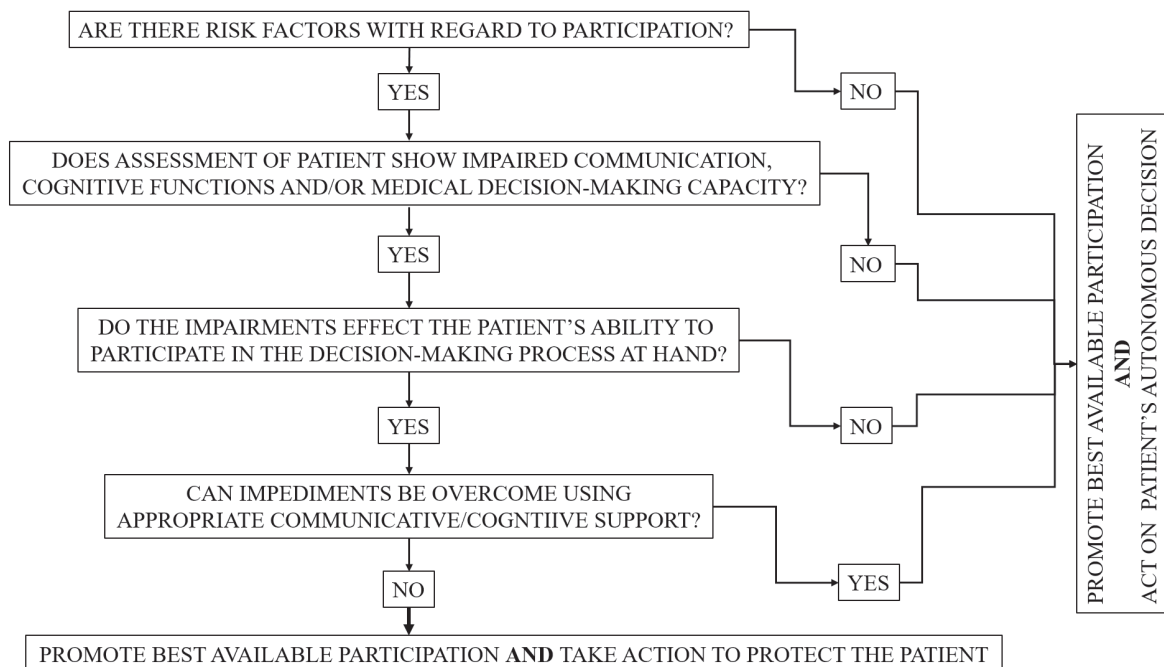 ARE THERE RISK FACTORS WITH REGARD TO PARTICIPATION?
YES
NO
DOES ASSESSMENT OF PATIENT SHOW IMPAIRED COMMUNICATION,
COGNITIVE FUNCTIONS AND/OR MEDICAL DECISION-MAKING CAPACITY?
YES
NO
DO THE IMPAIRMENTS EFFECT THE PATIENT’S ABILITY TO
PARTICIPATE IN THE DECISION-MAKING PROCESS AT HAND?
YES
NO
CAN IMPEDIMENTS BE OVERCOME USING
APPROPRIATE COMMUNICATIVE/COGNTIIVE SUPPORT?
NO
YES
PROMOTE BEST AVAILABLE PARTICIPATION AND TAKE ACTION TO PROTECT THE PATIENT
PROMOTE BEST AVAILABLE PARTICIPATION
AND
ACT ON PATIENT’S AUTONOMOUS DECISION